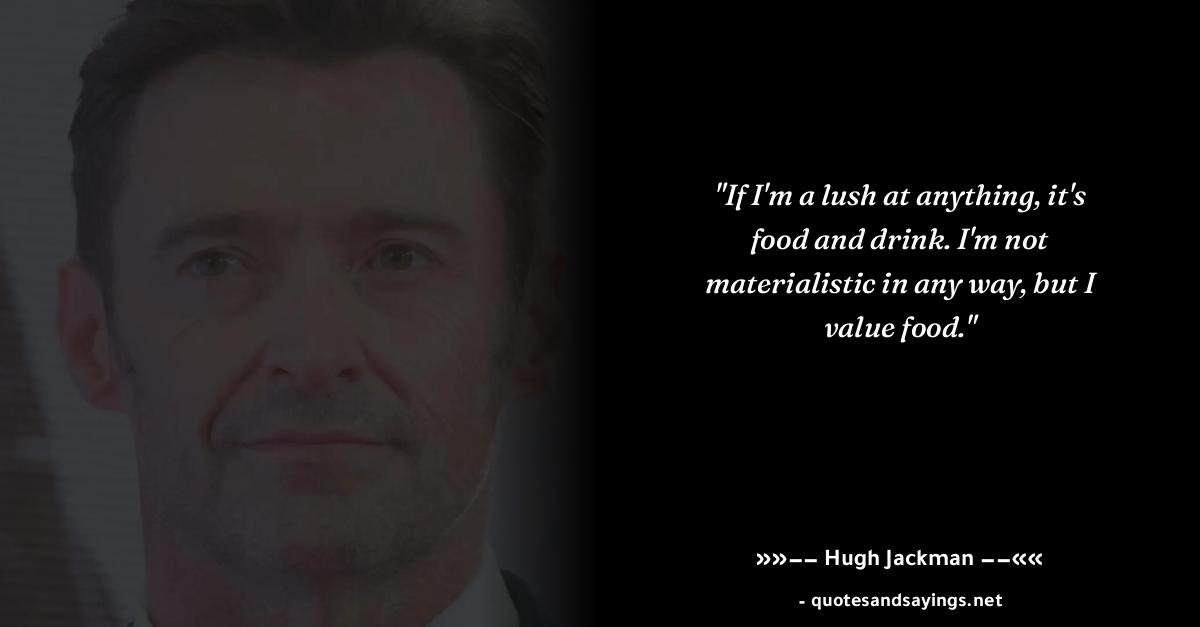 "If I'm a lush at anything, it's
food and drink. I'm not
materialistic in any way, but I
value food."
»»−− Hugh Jackman −−««
- quotesandsayings.net